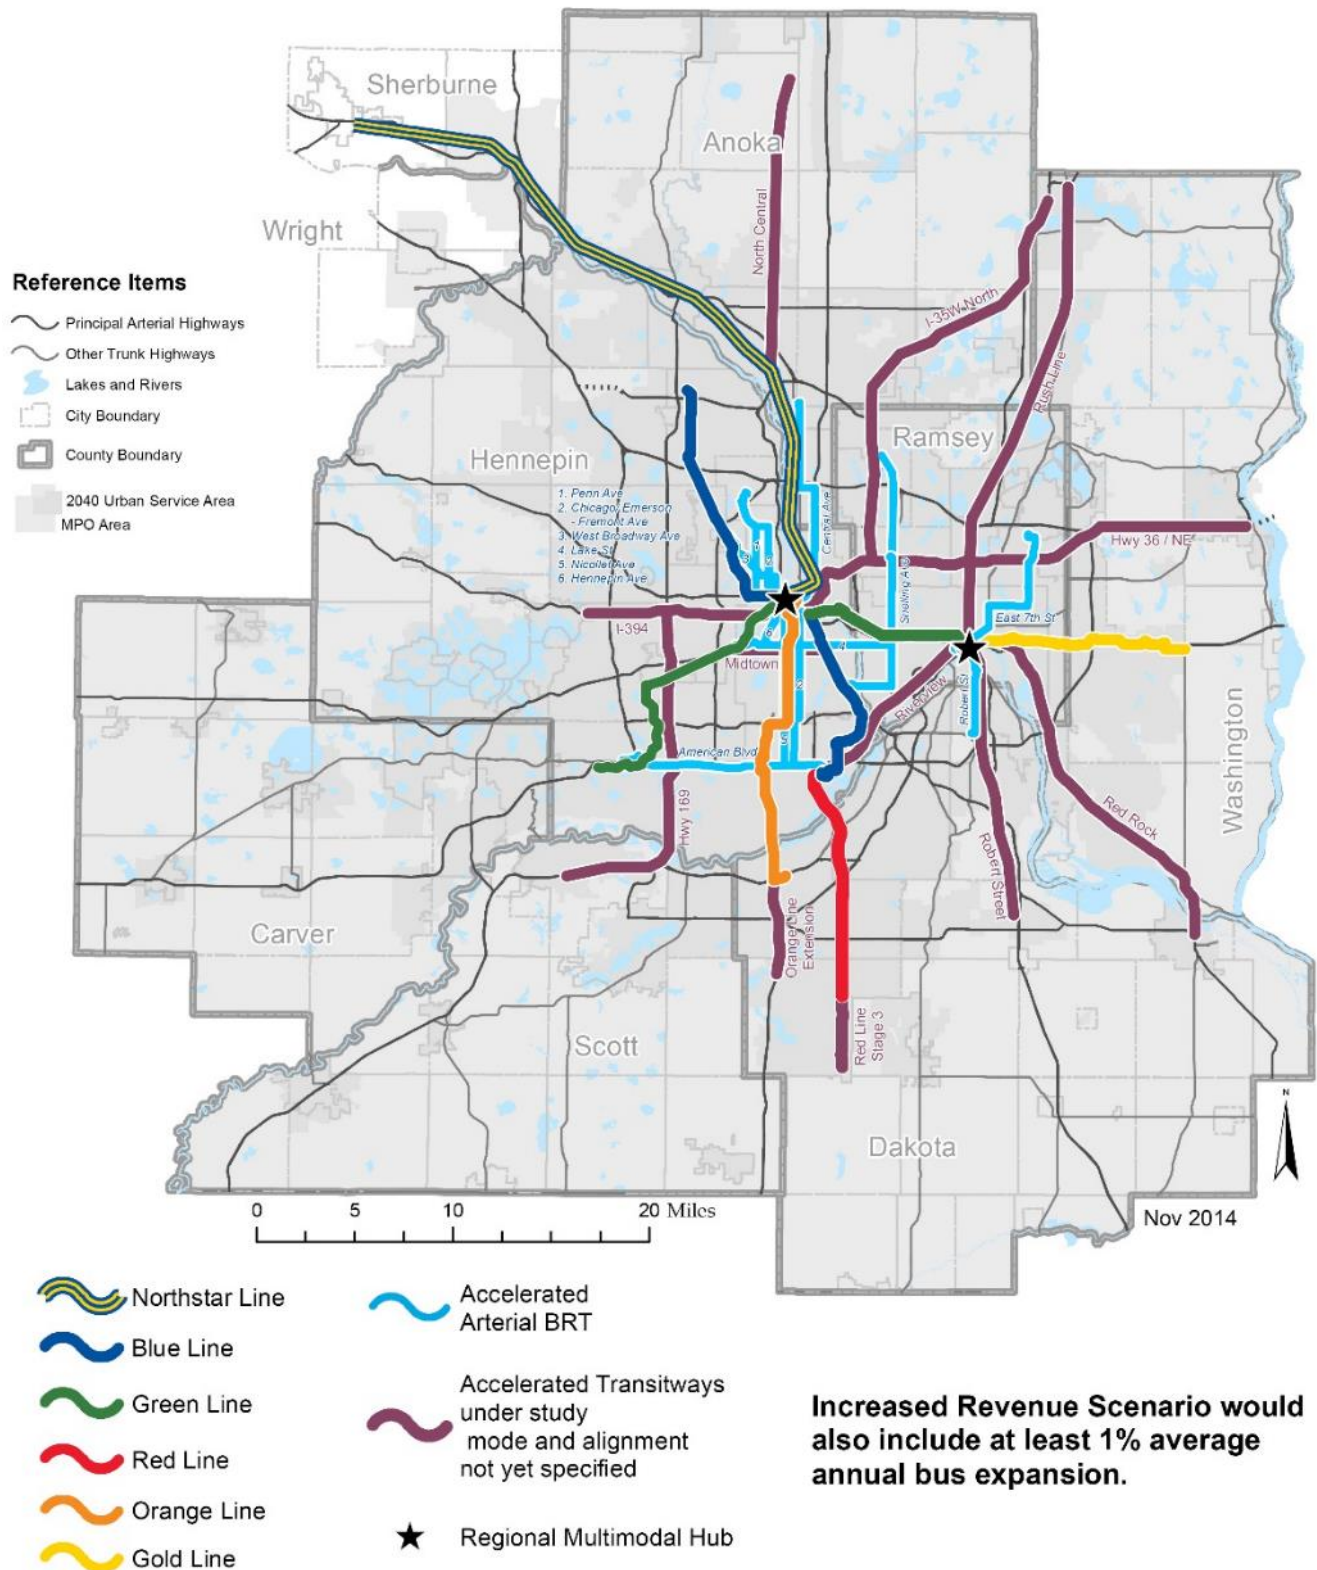 Sherburne
Anoka
Wright
North Central
Reference Items
Principal Arterial Highways
Other Trunk Highways
Lakes and Rivers
City Boundary
County Boundary
2040 Urban Service Area
MPO Area
I-35W North
Rush Line
Ramsey
Hennepin
1. Penn Ave
2. Chicago Emerson
- Fremont Ave
3. West Broadway Ave
4. Lake St
5. Nicollet Ave
6. Hennepin Ave
Central Ave
Hwy 36 / NE
Snelling Ave
East 7th St
I-394
Midtown
Riverview
Robert St
American Blvd
Hwy 169
Washington
Red Rock
Robert Street
Carver
Orange Line
Extension
Red Line
Stage 3
Scott
Dakota
N
0 5 10 20 Miles
Nov 2014
Northstar Line
Blue Line
Green Line
Red Line
Orange Line
Gold Line
Accelerated
Arterial BRT
Accelerated Transitways
under study
mode and alignment
not yet specified
Regional Multimodal Hub
Increased Revenue Scenario would
also include at least 1% average
annual bus expansion.